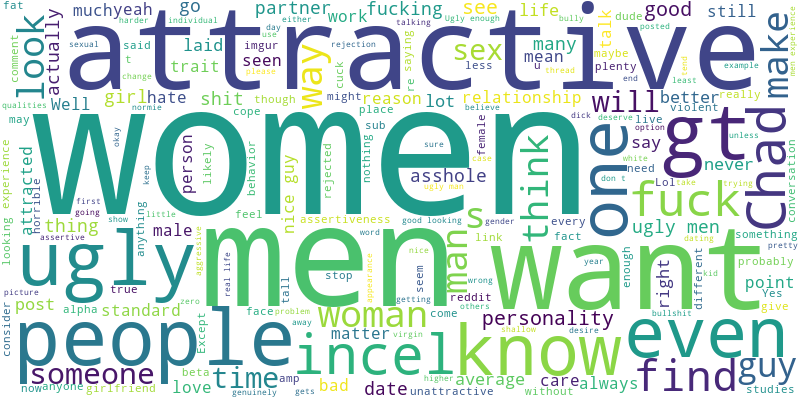 fat
harder
individual
either
talking
ugly enough
bully
imgur
go
partner
fucking
see
life
dude
good
still
look
muchyeah
actually
comment
said
t
laid
day
use
rejection
re saying
talk
maybe
posted
sexual
change
please
trait
seen
cuck
work
less
mean
many
u
plenty
thread
end
send
least
example
men experience
attractive
way
sex
make
qualities
Well
girl
hate
normie
shit
though
cope
might
place
reason
sub
lot
relationship
believe
dick
will
deserve
better
violent
live
option
really
unless
may
women
gt
Chad
conversation
experience
looking
attracted
horrible
okay
keep
person
likely
behavior
rejected
nothing
sure
female
case
ugly man
asshole
one
white
don t
say
need
never
Lol
take
trying
first
going
show
little
anything
nice guy
feel
assertiveness
good looking
gender
s
think
every
fuck
something
thing
assertive
male
word
men
man
link
fact
ugly men
dating
pretty
ugly
aggressive
real life
stop
appearance
nice
seem
wrong
year
want
enough
kid
right
different
probably
picture
true
zero
tall
getting
reddit
others
bullshit
point
Yes
give
consider
post
alpha
standard
Except
face
problem
woman
come
personality
shallow
desire
away
matter
virgin
people
incel
know
even
someone
beta
time
amp
bad
higher
average
care
always
find
guy
now
anyone
girlfriend
love
genuinely
gets
date
unattractive
without
studies